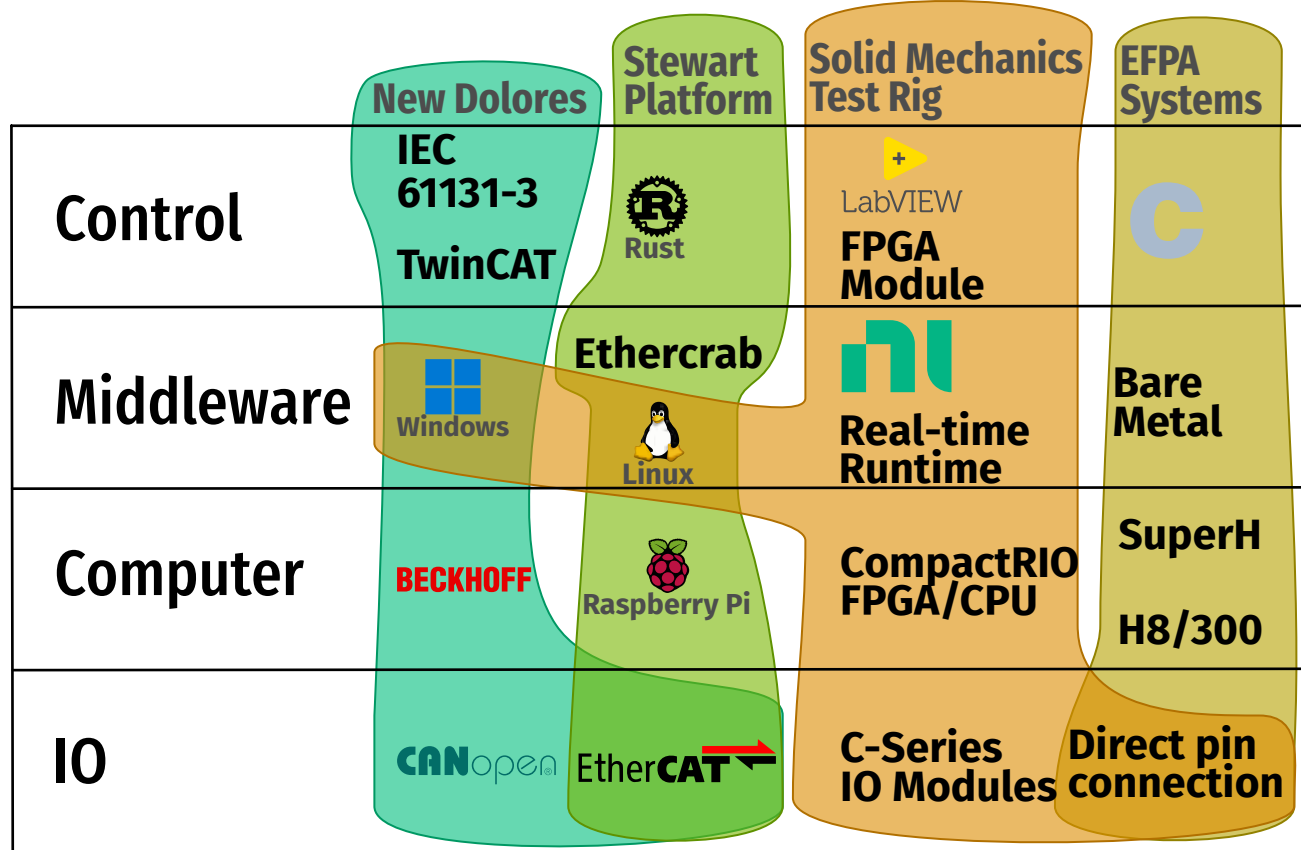 New Dolores
Stewart
Platform
Solid Mechanics
Test Rig
EFPA
Systems
Control
IEC
61131-3
TwinCAT
R
Rust
+
LabVIEW
FPGA
Module
C
Middleware
Windows
Ethercrab
Linux
nı
Real-time
Runtime
Bare
Metal
Computer
BECKHOFF
Raspberry Pi
CompactRIO
FPGA/CPU
SuperH
H8/300
IO
CANopen®
EtherCAT
C-Series
IO Modules
Direct pin
connection